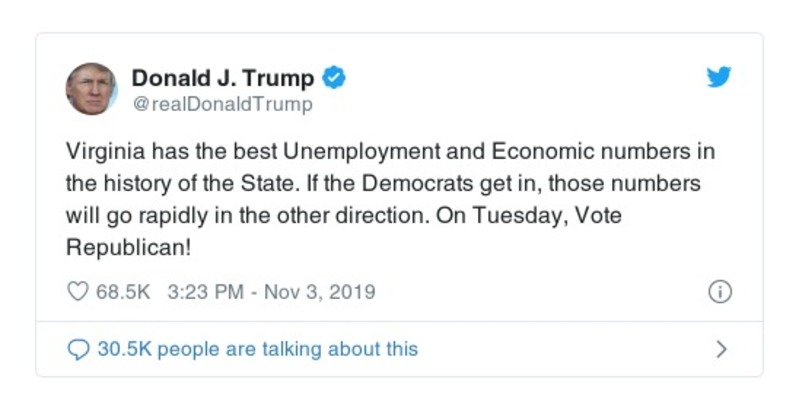 Donald J. Trump
@realDonaldTrump
Virginia has the best Unemployment and Economic numbers in
the history of the State. If the Democrats get in, those numbers
will go rapidly in the other direction. On Tuesday, Vote
Republican!
68.5K 3:23 PM - Nov 3, 2019
30.5K people are talking about this